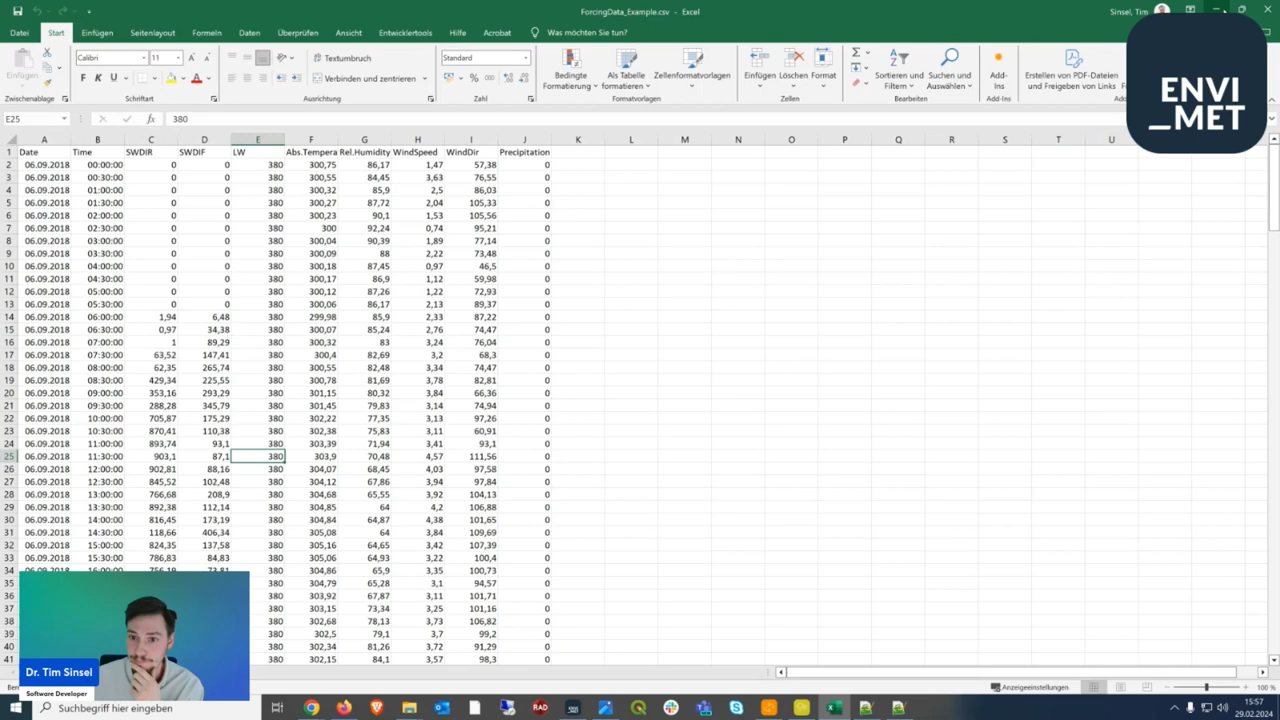 ForcingData_Example.csv - Excel
Sinsel, Tim
Datei Start Einfügen Seitenlayout Formeln Daten Überprüfen Ansicht Entwicklertools Hilfe Acrobat Was möchten Sie tun?
ENVI
_MET
Einfügen
Calibri 11
F K U
Textumbruch
Verbinden und zentrieren
Standard
Bedingte Formatierung
Als Tabelle formatieren
Zellenformatvorlagen
Einfügen Löschen Format
Sortieren und Filtern
Suchen und Auswählen
Add-Ins
Erstellen von PDF-Dateien und Freigeben von Links
Zwischenablage Schriftart Ausrichtung Zahl Formatvorlagen Zellen Bearbeiten Add-Ins
E25 fx 380
A B C D E F G H I J K L M N O P Q R S T U
1 Date Time SWDIR SWDIF LW Abs.Tempera Rel.Humidity WindSpeed WindDir Precipitation
2 06.09.2018 00:00:00 0 0 380 300,75 86,17 1,47 57,38 0
3 06.09.2018 00:30:00 0 0 380 300,55 84,45 3,63 76,55 0
4 06.09.2018 01:00:00 0 0 380 300,32 85,9 2,5 86,03 0
5 06.09.2018 01:30:00 0 0 380 300,27 87,72 2,04 105,33 0
6 06.09.2018 02:00:00 0 0 380 300,23 90,1 1,53 105,56 0
7 06.09.2018 02:30:00 0 0 380 300 92,24 0,74 95,21 0
8 06.09.2018 03:00:00 0 0 380 300,04 90,39 1,89 77,14 0
9 06.09.2018 03:30:00 0 0 380 300,09 88 2,22 73,48 0
10 06.09.2018 04:00:00 0 0 380 300,18 87,45 0,97 46,5 0
11 06.09.2018 04:30:00 0 0 380 300,17 86,9 1,12 59,98 0
12 06.09.2018 05:00:00 0 0 380 300,12 87,26 1,22 72,93 0
13 06.09.2018 05:30:00 0 0 380 300,06 86,17 2,13 89,37 0
14 06.09.2018 06:00:00 1,94 6,48 380 299,98 85,9 2,33 87,22 0
15 06.09.2018 06:30:00 0,97 34,38 380 300,07 85,24 2,76 74,47 0
16 06.09.2018 07:00:00 1 89,29 380 300,32 83 3,24 76,04 0
17 06.09.2018 07:30:00 63,52 147,41 380 300,4 82,69 3,2 68,3 0
18 06.09.2018 08:00:00 62,35 265,74 380 300,55 82,48 3,34 74,47 0
19 06.09.2018 08:30:00 429,34 225,55 380 300,78 81,69 3,78 82,81 0
20 06.09.2018 09:00:00 353,16 293,29 380 301,15 80,32 3,84 66,36 0
21 06.09.2018 09:30:00 288,28 345,79 380 301,45 79,83 3,14 74,94 0
22 06.09.2018 10:00:00 705,87 175,29 380 302,22 77,35 3,13 97,26 0
23 06.09.2018 10:30:00 870,41 110,38 380 302,38 75,83 3,11 60,91 0
24 06.09.2018 11:00:00 893,74 93,1 380 303,39 71,94 3,41 93,1 0
25 06.09.2018 11:30:00 903,1 87,1 380 303,9 70,48 4,57 111,56 0
26 06.09.2018 12:00:00 902,81 88,16 380 304,07 68,45 4,03 97,58 0
27 06.09.2018 12:30:00 845,52 102,48 380 304,12 67,86 3,94 97,84 0
28 06.09.2018 13:00:00 766,68 208,9 380 304,68 65,55 3,92 104,13 0
29 06.09.2018 13:30:00 892,38 112,14 380 304,85 64 4,2 106,88 0
30 06.09.2018 14:00:00 816,45 173,19 380 304,84 64,87 4,38 101,65 0
31 06.09.2018 14:30:00 118,66 406,34 380 305,08 64 3,84 109,69 0
32 06.09.2018 15:00:00 824,35 137,58 380 305,16 64,65 3,42 107,39 0
33 06.09.2018 15:30:00 786,83 84,83 380 305,06 64,93 3,22 100,4 0
34 06.09.2018 16:00:00 756,19 73,81 380 304,86 65,9 3,59 100,73 0
35 380 304,79 65,28 3,1 94,57 0
36 380 303,92 67,87 3,11 101,71 0
37 380 303,15 73,34 3,25 101,16 0
38 380 302,68 78,13 3,73 106,82 0
39 380 302,5 79,1 3,7 99,2 0
40 380 302,34 81,26 3,72 91,29 0
41 380 302,15 84,1 3,57 98,3 0
Dr. Tim Sinsel
Software Developer
Anzeigeeinstellungen 100 %
Suchbegriff hier eingeben
15:57
29.02.2024